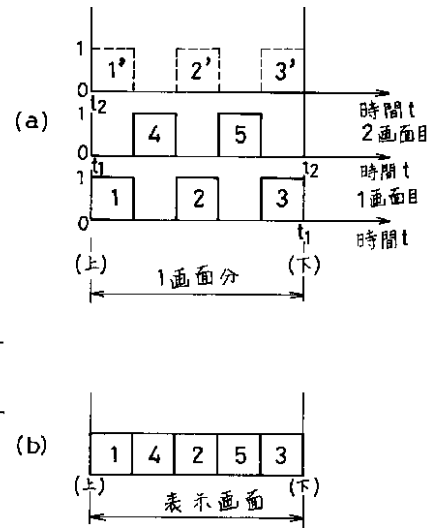 (a)
1
0
1'
2'
3'
時間t
t2
2画面目
1
0
4
5
t1
t2
時間t
1画面目
1
0
1
2
3
t1
時間t
(上)
(下)
1画面分
(b)
1 4 2 5 3
(上)
(下)
表示画面